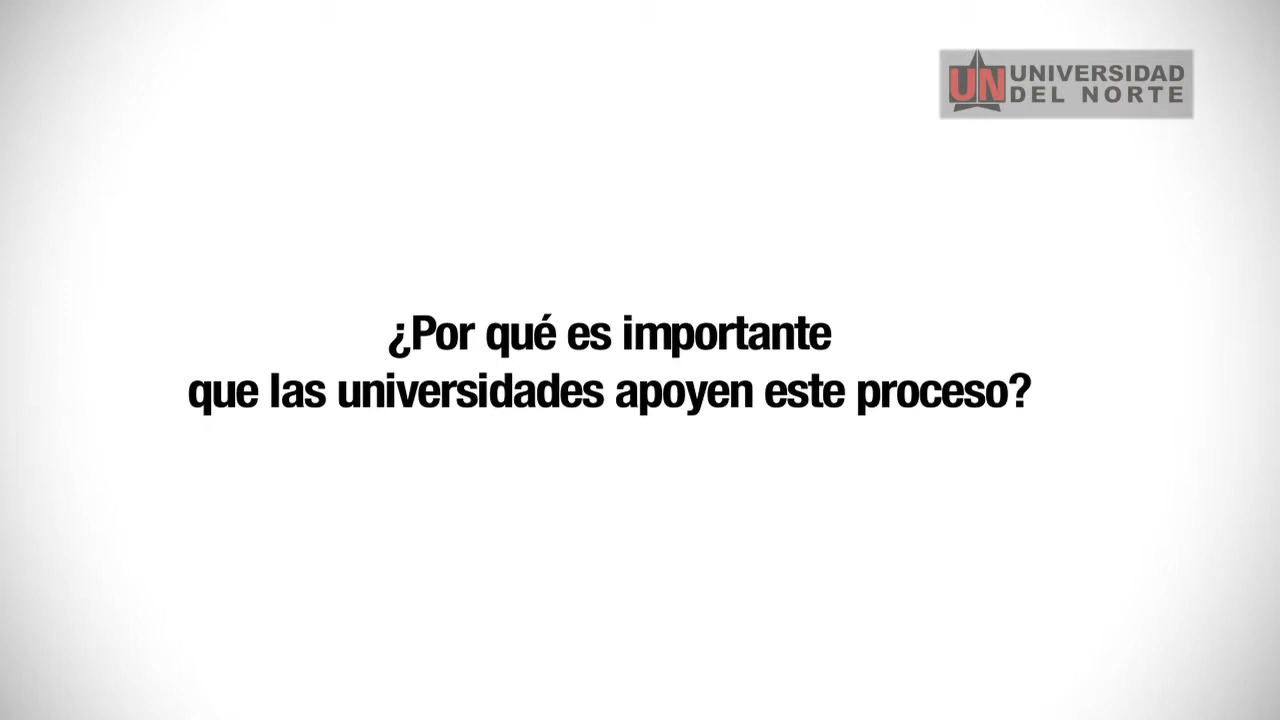 UN UNIVERSIDAD
DEL NORTE
¿Por qué es importante
que las universidades apoyen este proceso?